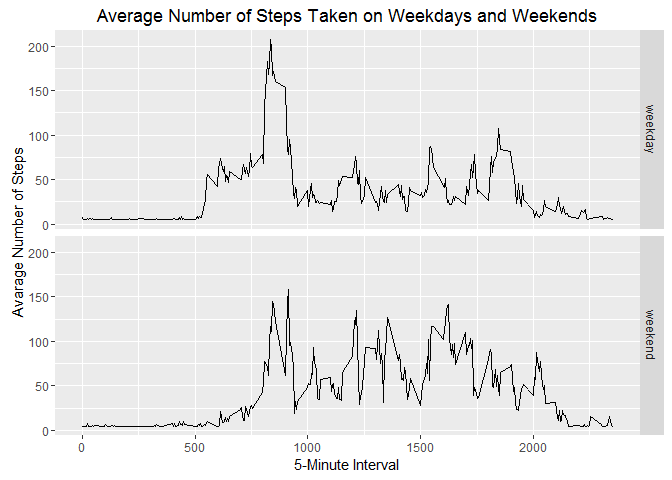 Average Number of Steps Taken on Weekdays and Weekends
Avarage Number of Steps
200
150
100
50
0
weekday
200
150
100
50
0
weekend
0 500 1000 1500 2000
5-Minute Interval